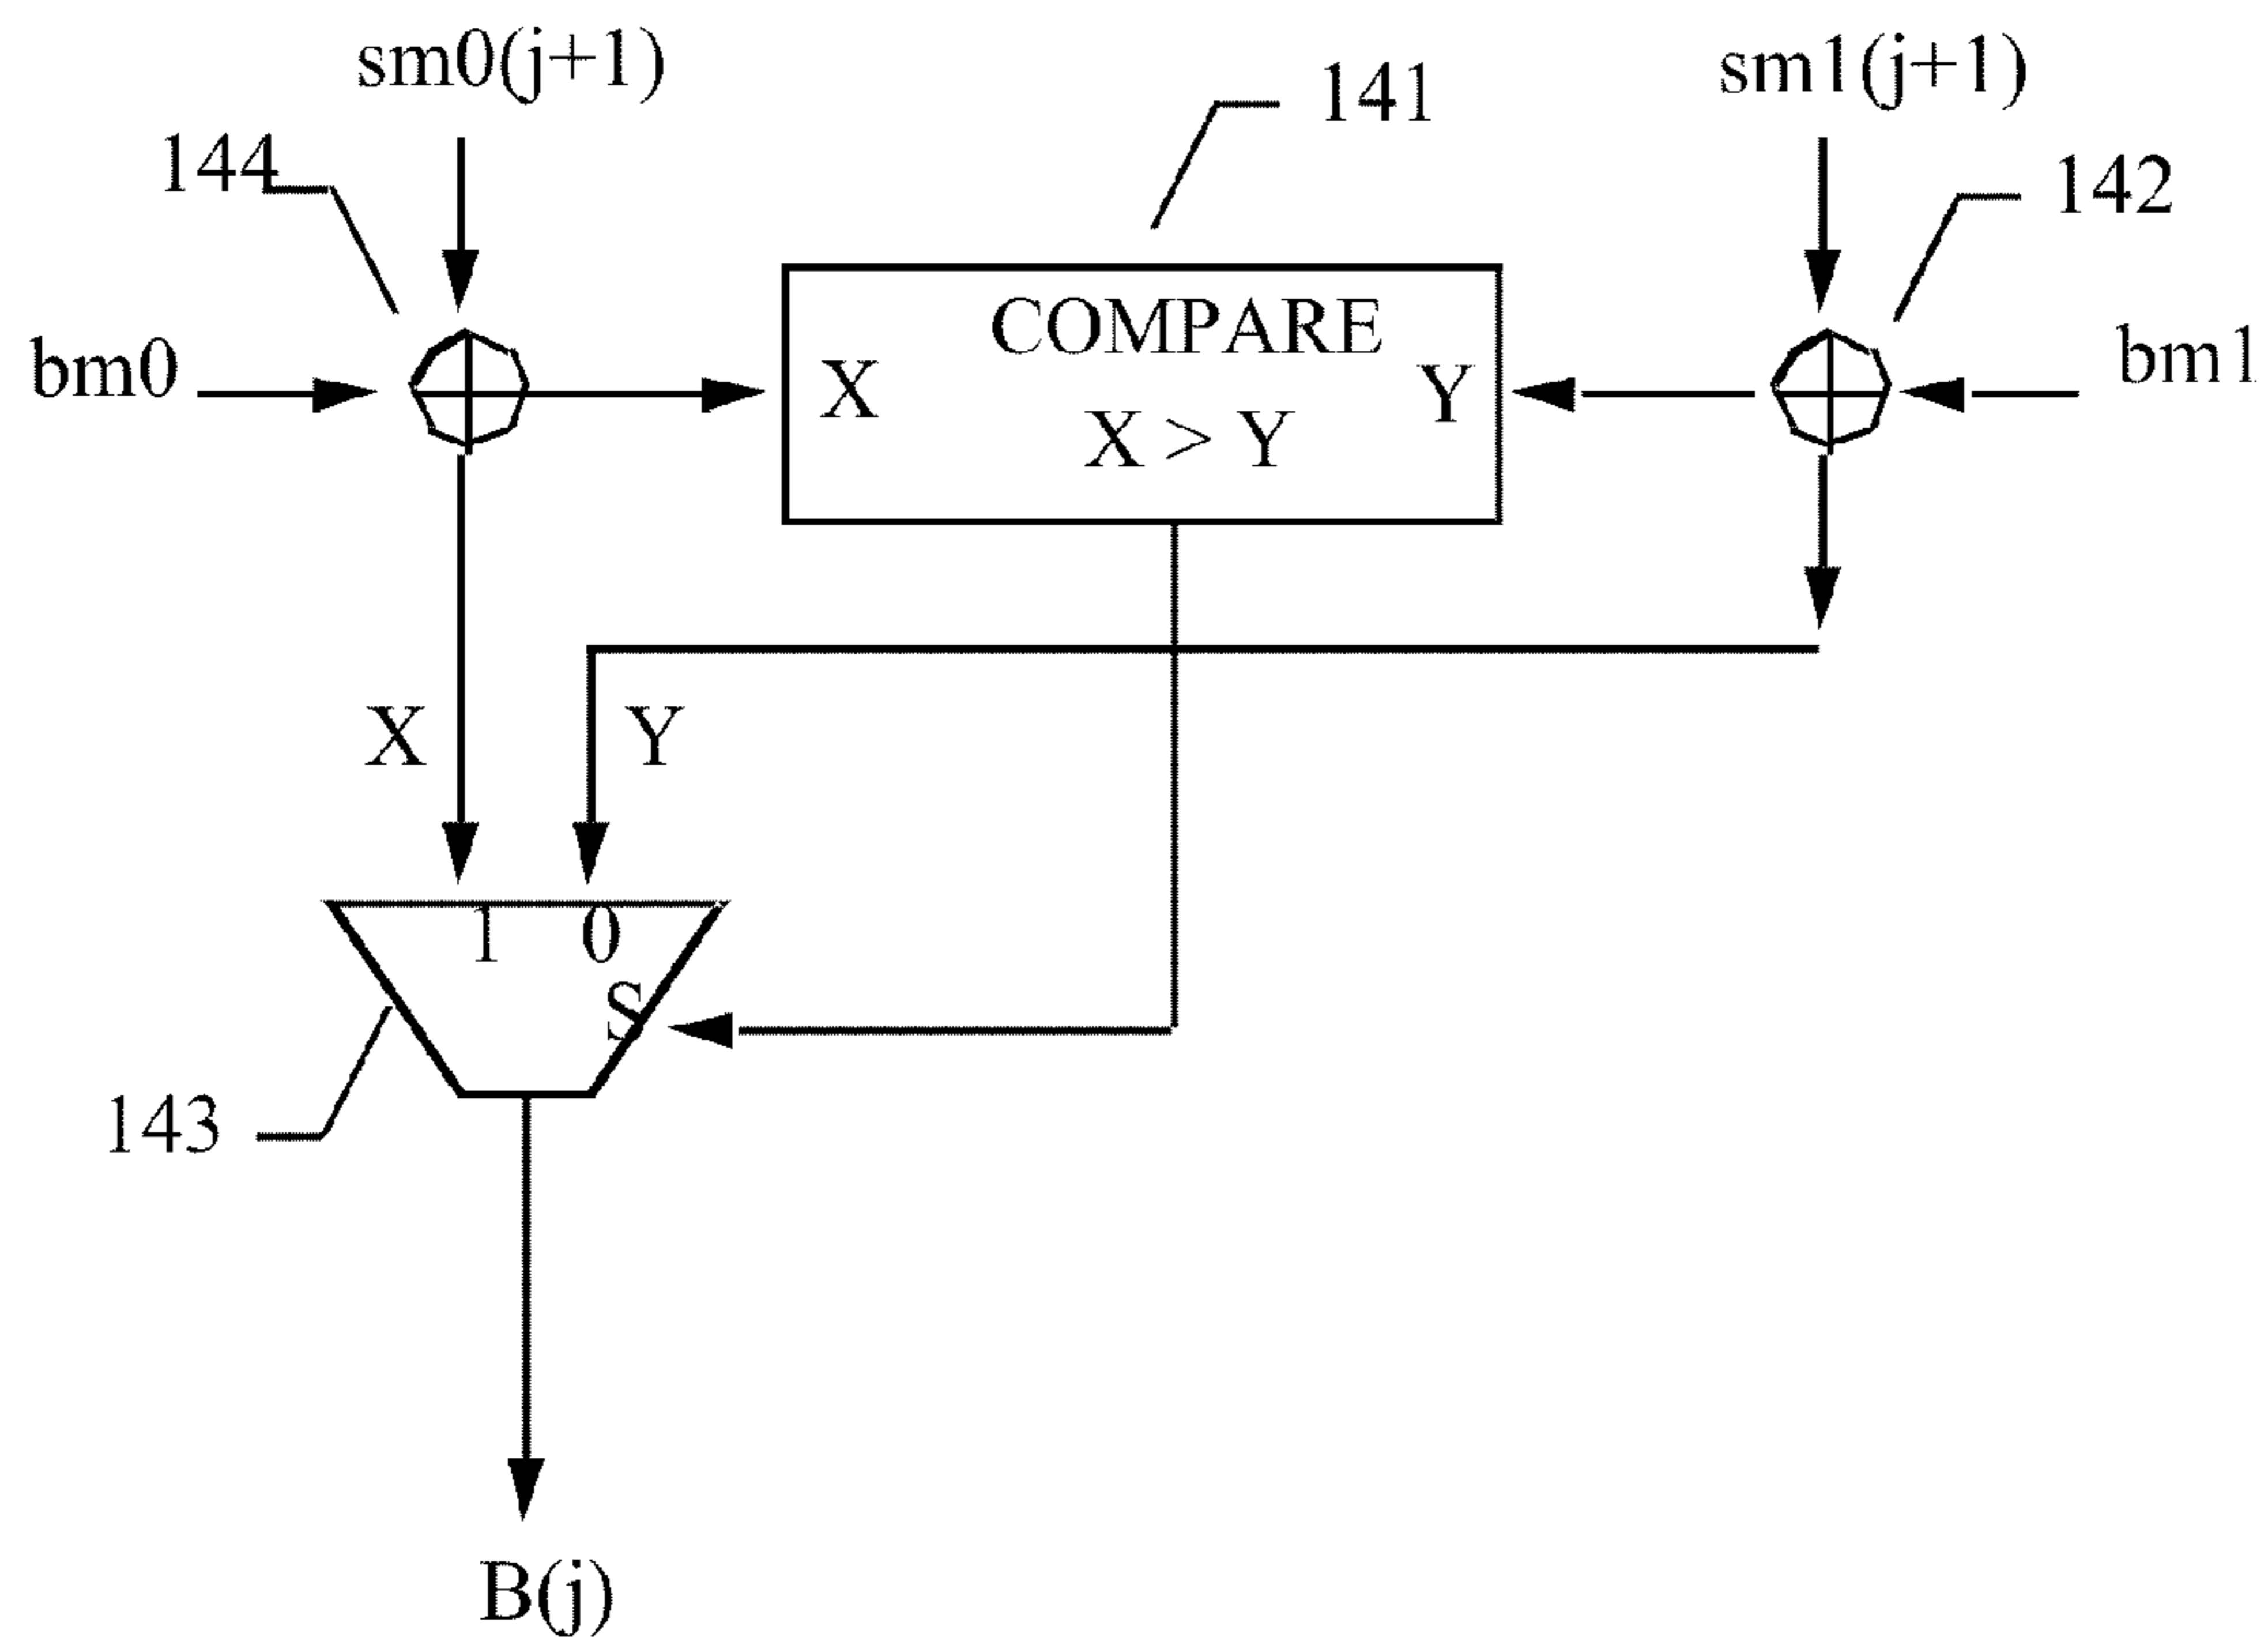 sm0(j+1)
141
sm1(j+1)
144
142
COMPARE
bm0
X
Y
bm1
X > Y
X
Y
1 0
S
143
B(j)